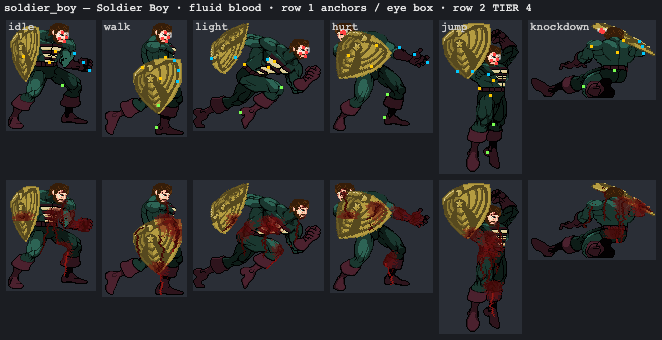 soldier_boy — Soldier Boy · fluid blood · row 1 anchors / eye box · row 2 TIER 4
idle
walk
light
hurt
jump
knockdown